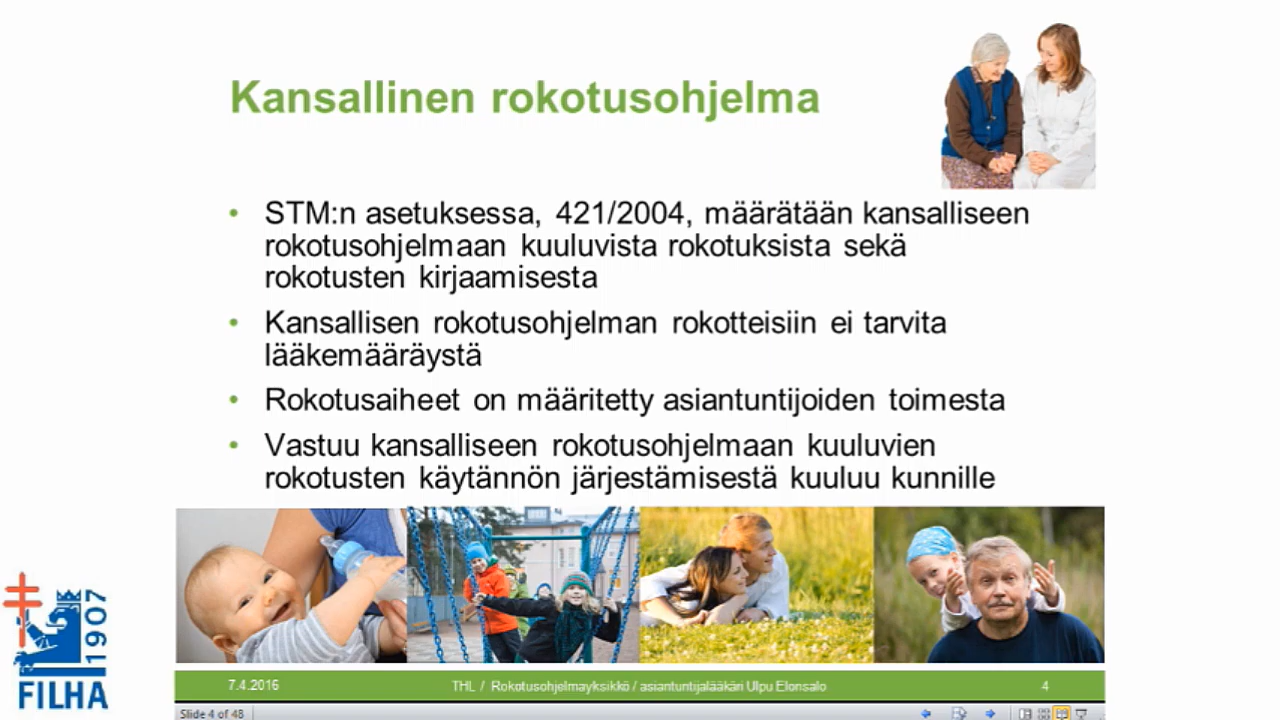 Kansallinen rokotusohjelma
• STM:n asetuksessa, 421/2004, määrätään kansalliseen
rokotusohjelmaan kuuluvista rokotuksista sekä
rokotusten kirjaamisesta
• Kansallisen rokotusohjelman rokotteisiin ei tarvita
lääkemääräystä
• Rokotusaiheet on määritetty asiantuntijoiden toimesta
• Vastuu kansalliseen rokotusohjelmaan kuuluvien
rokotusten käytännön järjestämisestä kuuluu kunnille
1907
FILHA
7.4.2016 THL / Rokotusohjelmayksikkö / asiantuntijalääkäri Ulpu Elonsalo 4
Slide 4 of 48